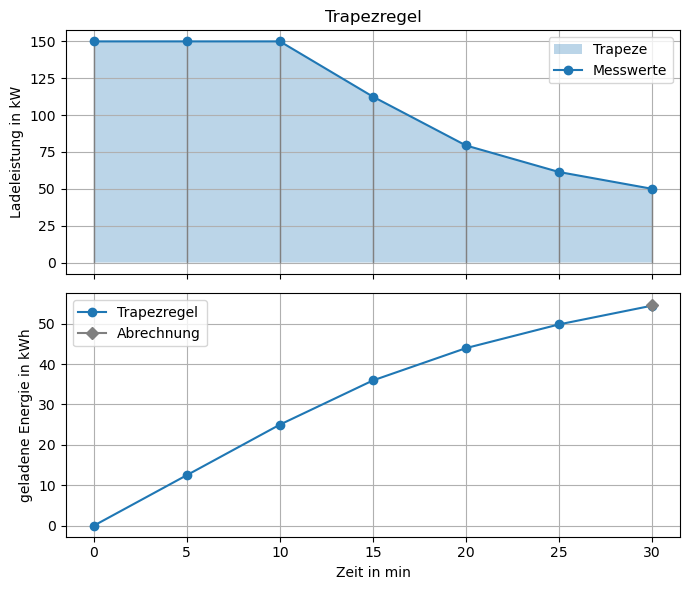 Trapezregel
Ladeleistung in kW
150
125
100
75
50
25
0
Trapeze
Messwerte
geladene Energie in kWh
50
40
30
20
10
0
Trapezregel
Abrechnung
0 5 10 15 20 25 30
Zeit in min